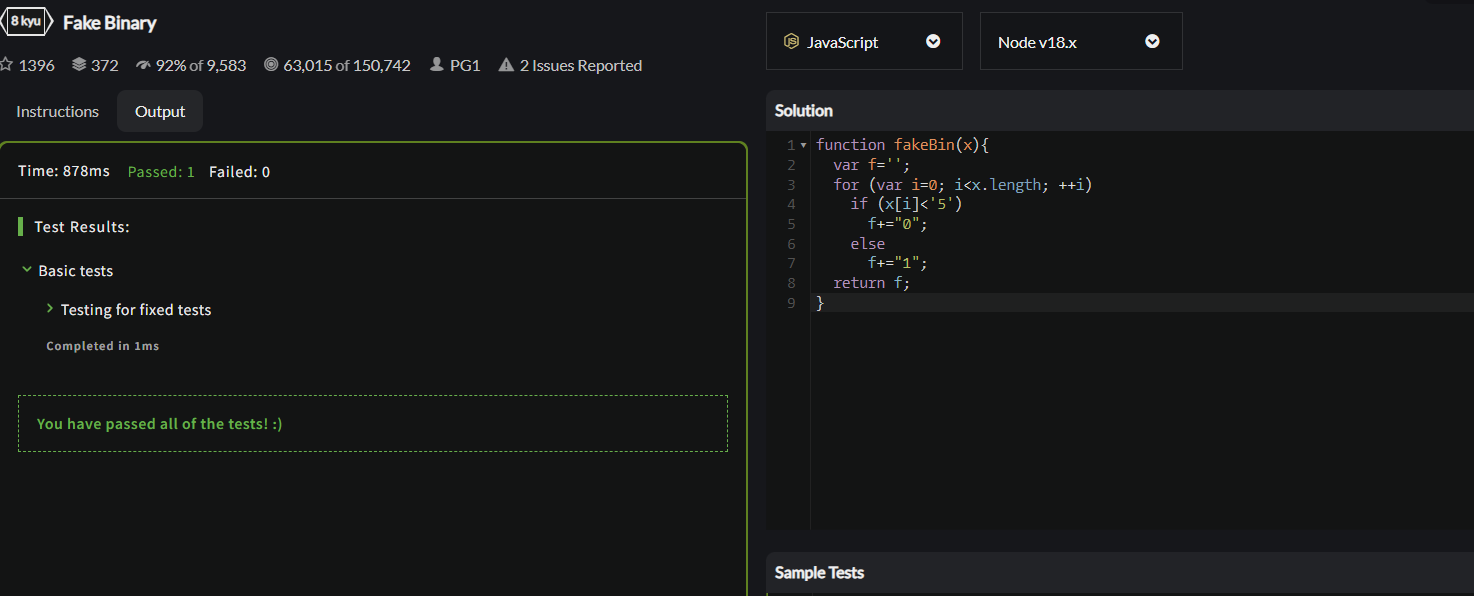 8 kyu Fake Binary
1396 372 92% of 9,583 63,015 of 150,742 PG1 2 Issues Reported
Instructions Output
Time: 878ms Passed: 1 Failed: 0
Test Results:
Basic tests
Testing for fixed tests
Completed in 1ms
You have passed all of the tests! :)
JS JavaScript Node v18.x
Solution
1 function fakeBin(x){
2   var f='';
3   for (var i=0; i<x.length; ++i)
4     if (x[i]<'5')
5       f+="0";
6     else
7       f+="1";
8   return f;
9 }
Sample Tests